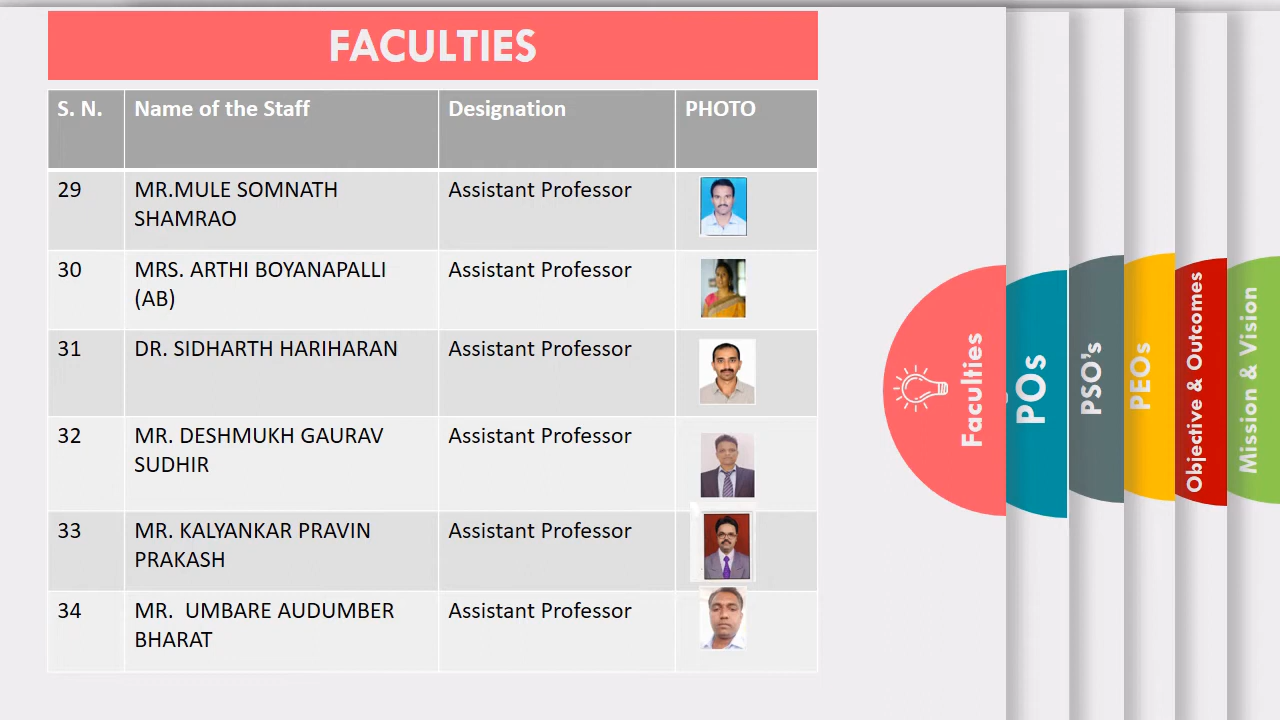 FACULTIES
S. N. Name of the Staff Designation PHOTO
29 MR.MULE SOMNATH Assistant Professor
SHAMRAO
30 MRS. ARTHI BOYANAPALLI Assistant Professor
(AB)
31 DR. SIDHARTH HARIHARAN Assistant Professor
32 MR. DESHMUKH GAURAV Assistant Professor
SUDHIR
33 MR. KALYANKAR PRAVIN Assistant Professor
PRAKASH
34 MR.  UMBARE AUDUMBER Assistant Professor
BHARAT
Faculties
POs
PSO's
PEOs
Objective & Outcomes
Mission & Vision